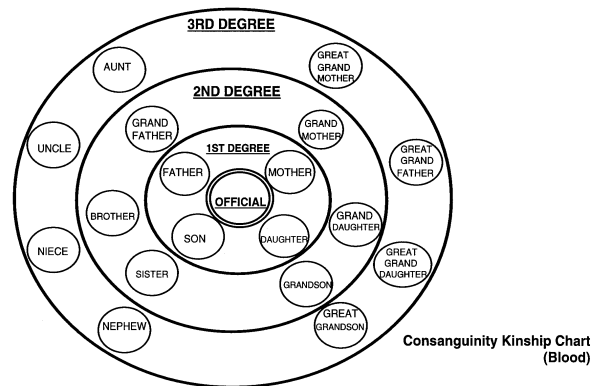 3RD DEGREE
AUNT
GREAT
GRAND
MOTHER
2ND DEGREE
GRAND
FATHER
GRAND
MOTHER
UNCLE
1ST DEGREE
GREAT
GRAND
FATHER
FATHER
MOTHER
OFFICIAL
BROTHER
GRAND
DAUGHTER
SON
DAUGHTER
NIECE
GREAT
GRAND
DAUGHTER
SISTER
GRANDSON
NEPHEW
GREAT
GRANDSON
Consanguinity Kinship Chart
(Blood)